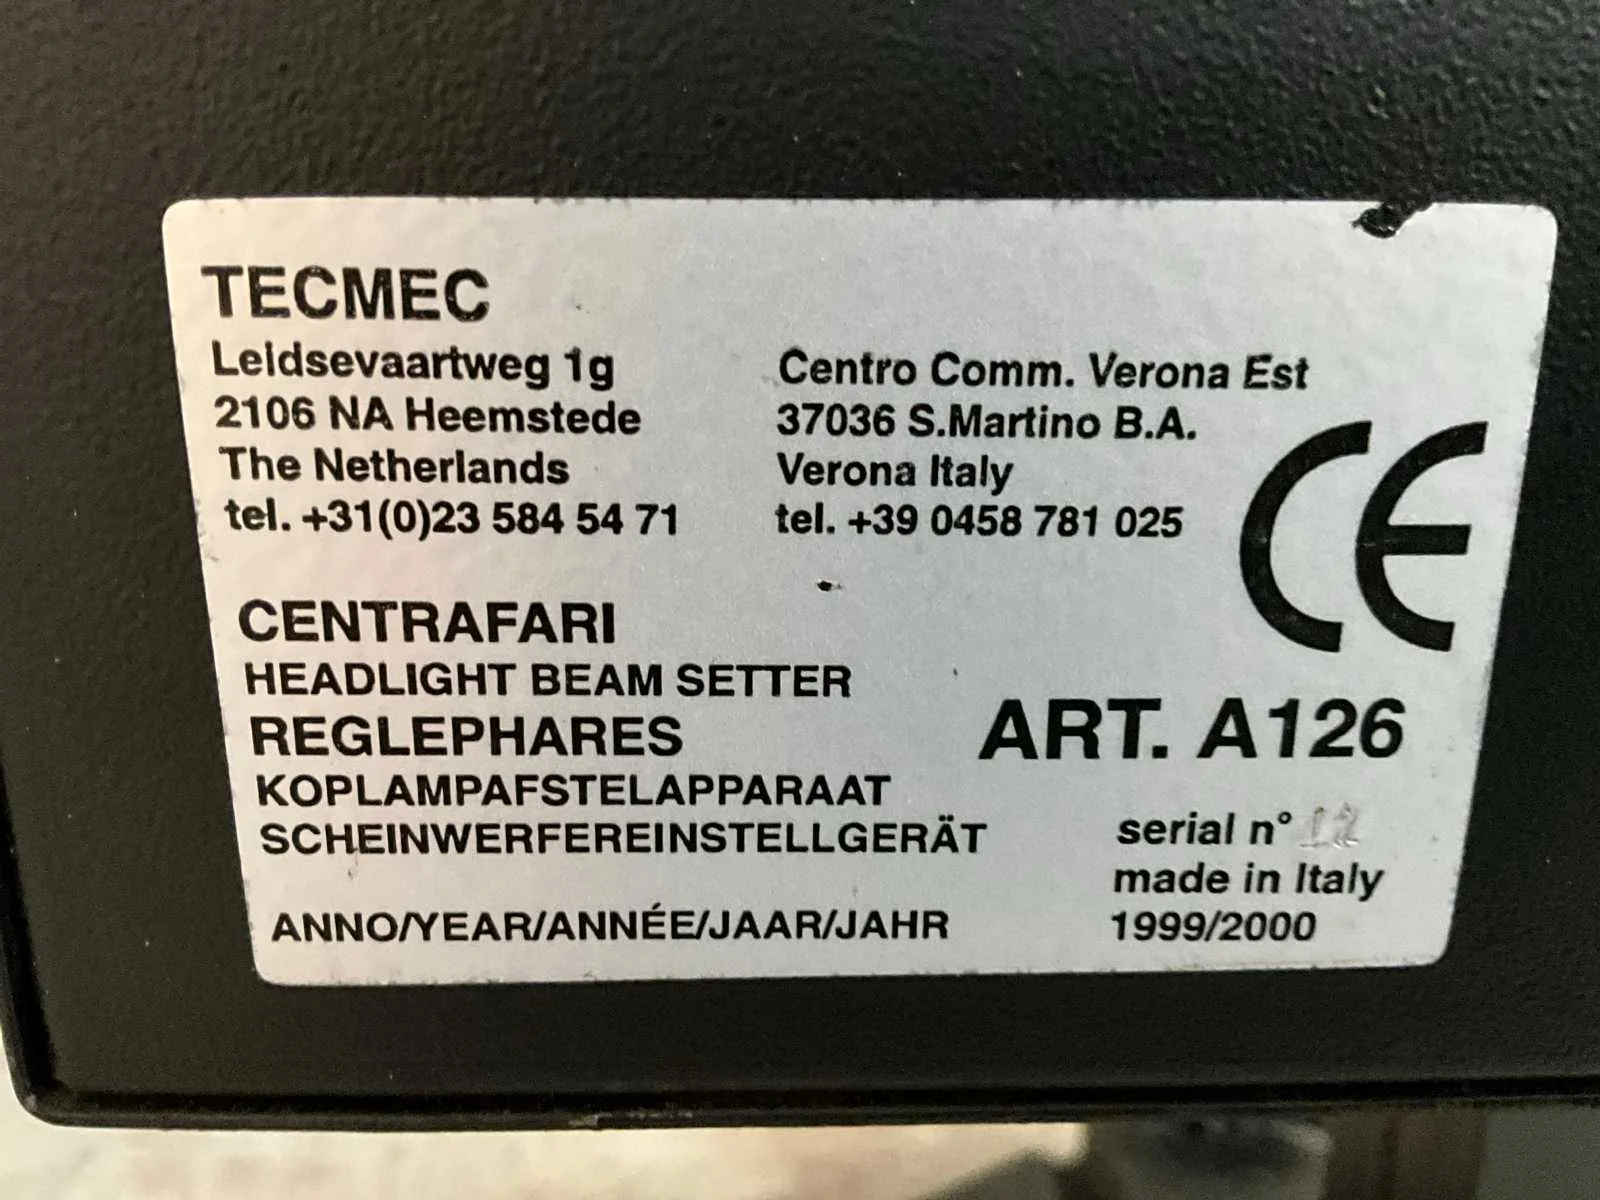 TECMEC
Leidsevaartweg 1g
2106 NA Heemstede
The Netherlands
tel. +31(0)23 584 54 71
Centro Comm. Verona Est
37036 S.Martino B.A.
Verona Italy
tel. +39 0458 781 025
CE
CENTRAFARI
HEADLIGHT BEAM SETTER
REGLEPHARES
KOPLAMPAFSTELAPPARAAT
SCHEINWERFEREINSTELLGERÄT
ART. A126
serial n°
made in Italy
ANNO/YEAR/ANNÉE/JAAR/JAHR 1999/2000